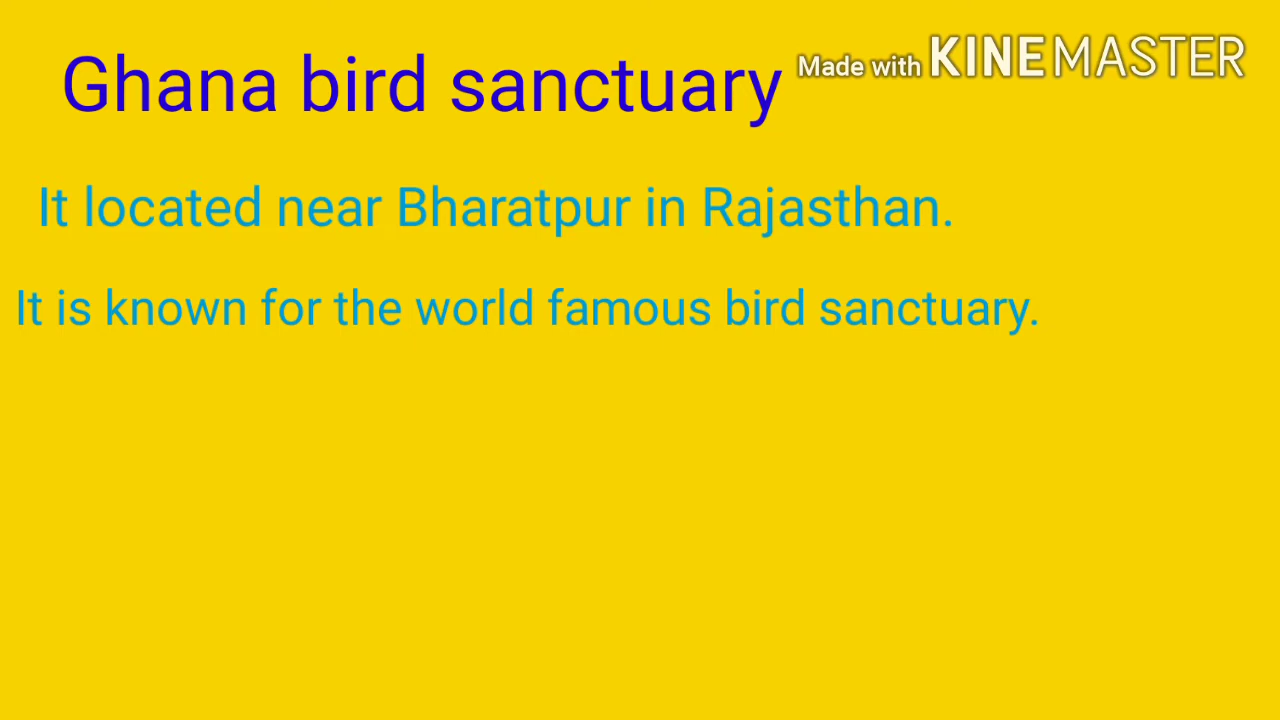 Ghana bird sanctuary
Made with KINEMASTER
It located near Bharatpur in Rajasthan.
It is known for the world famous bird sanctuary.